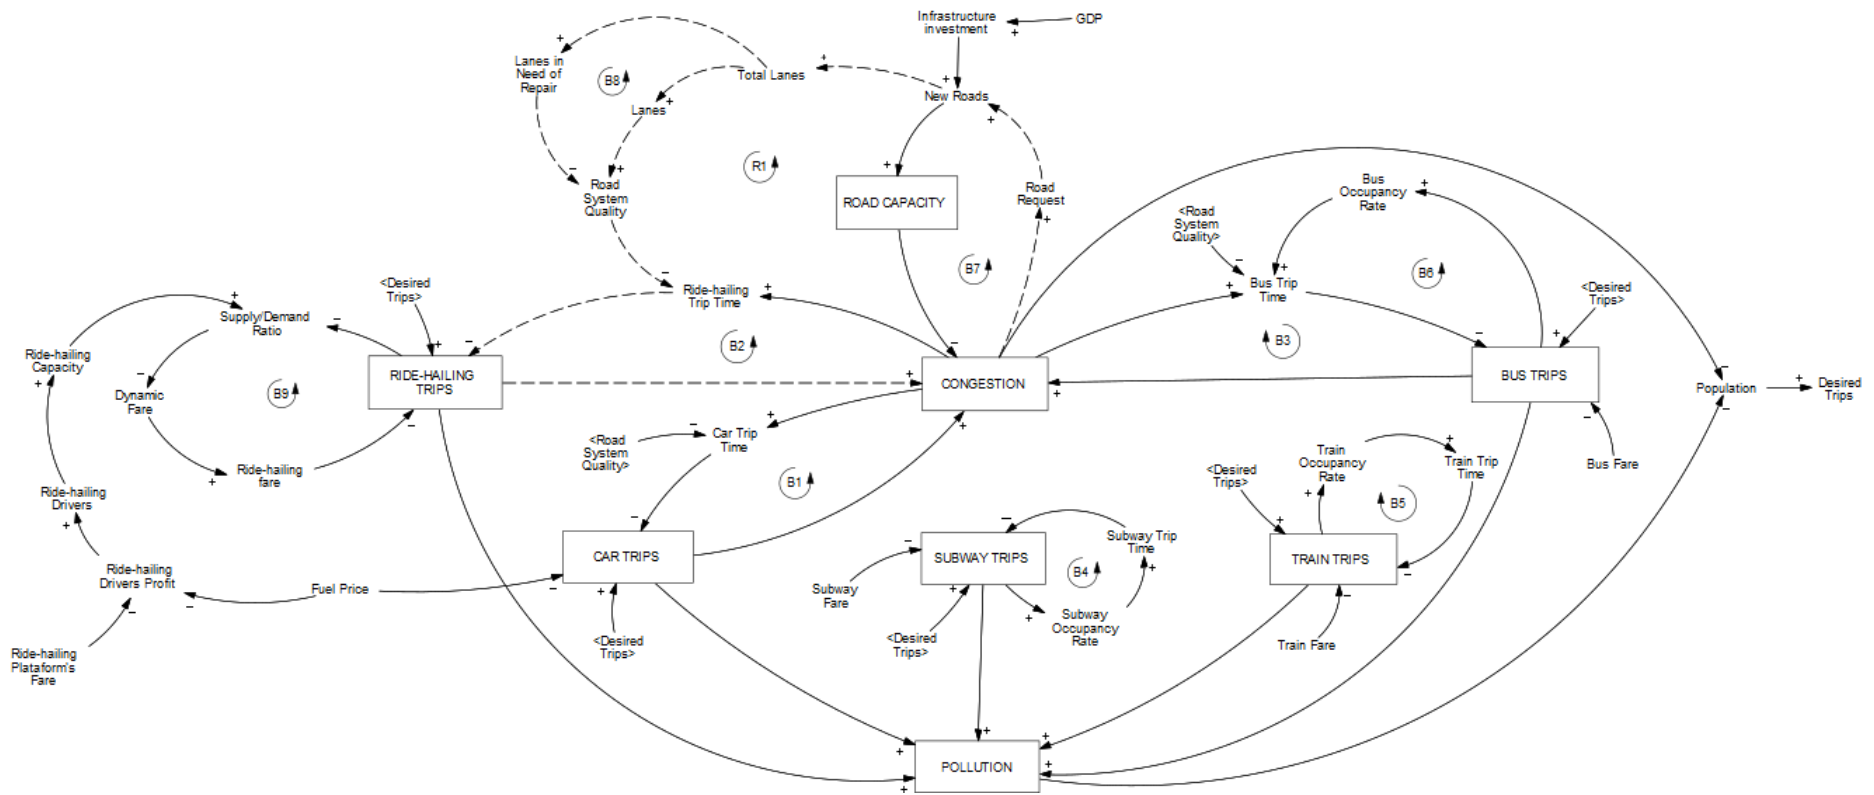 Infrastructure
investment
GDP
+
+
+
Lanes in
Need of
Repair
B8
Total Lanes
+
+
New Roads
Lanes
+
+
R1
+
−
+
Road
System
Quality
ROAD CAPACITY
Road
Request
+
Bus
Occupancy
Rate
+
<Road
System
Quality>
−
+
B7
B6
−
<Desired
Trips>
Ride-hailing
Trip Time
+
+
Bus Trip
Time
<Desired
Trips>
+
Supply/Demand
Ratio
−
+
−
B2
−
B3
−
+
Ride-hailing
Capacity
+
RIDE-HAILING
TRIPS
+
CONGESTION
+
BUS TRIPS
−
Population
+
Desired
Trips
−
Dynamic
Fare
B9
−
+
+
−
−
<Road
System
Quality>
−
Car Trip
Time
Train
Occupancy
Rate
+
Train Trip
Time
Bus Fare
Ride-hailing
fare
+
B1
<Desired
Trips>
+
B5
Ride-hailing
Drivers
+
−
−
+
CAR TRIPS
−
SUBWAY TRIPS
Subway Trip
Time
TRAIN TRIPS
−
Ride-hailing
Drivers Profit
−
−
Fuel Price
−
+
Subway
Fare
+
B4
+
−
+
Subway
Occupancy
Rate
<Desired
Trips>
<Desired
Trips>
Train Fare
Ride-hailing
Plataform's
Fare
+
+
+
+
+
POLLUTION